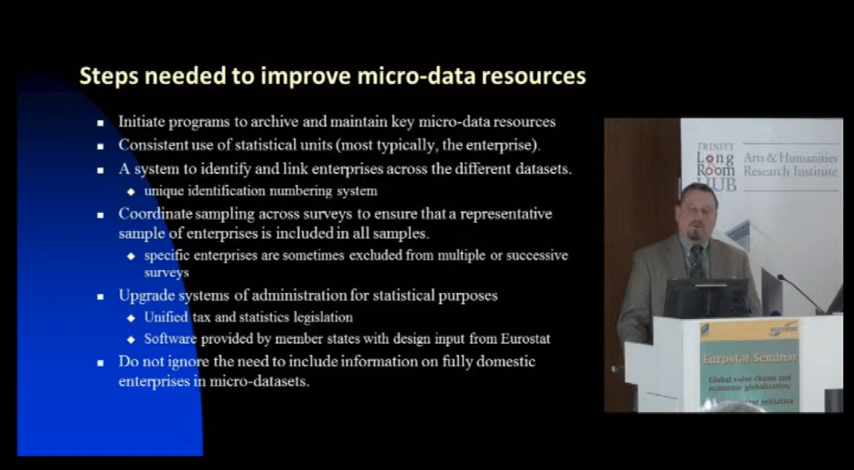 Steps needed to improve micro-data resources
Initiate programs to archive and maintain key micro-data resources
Consistent use of statistical units (most typically, the enterprise).
A system to identify and link enterprises across the different datasets.
unique identification numbering system
Coordinate sampling across surveys to ensure that a representative
sample of enterprises is included in all samples.
specific enterprises are sometimes excluded from multiple or successive
surveys
Upgrade systems of administration for statistical purposes
Unified tax and statistics legislation
Software provided by member states with design input from Eurostat
Do not ignore the need to include information on fully domestic
enterprises in micro-datasets.
TRINITY
Long
Room
HUB
Arts & Humanities
Research Institute
eurostat
Eurostat Seminar
Global value chains and
economic globalization:
initiative